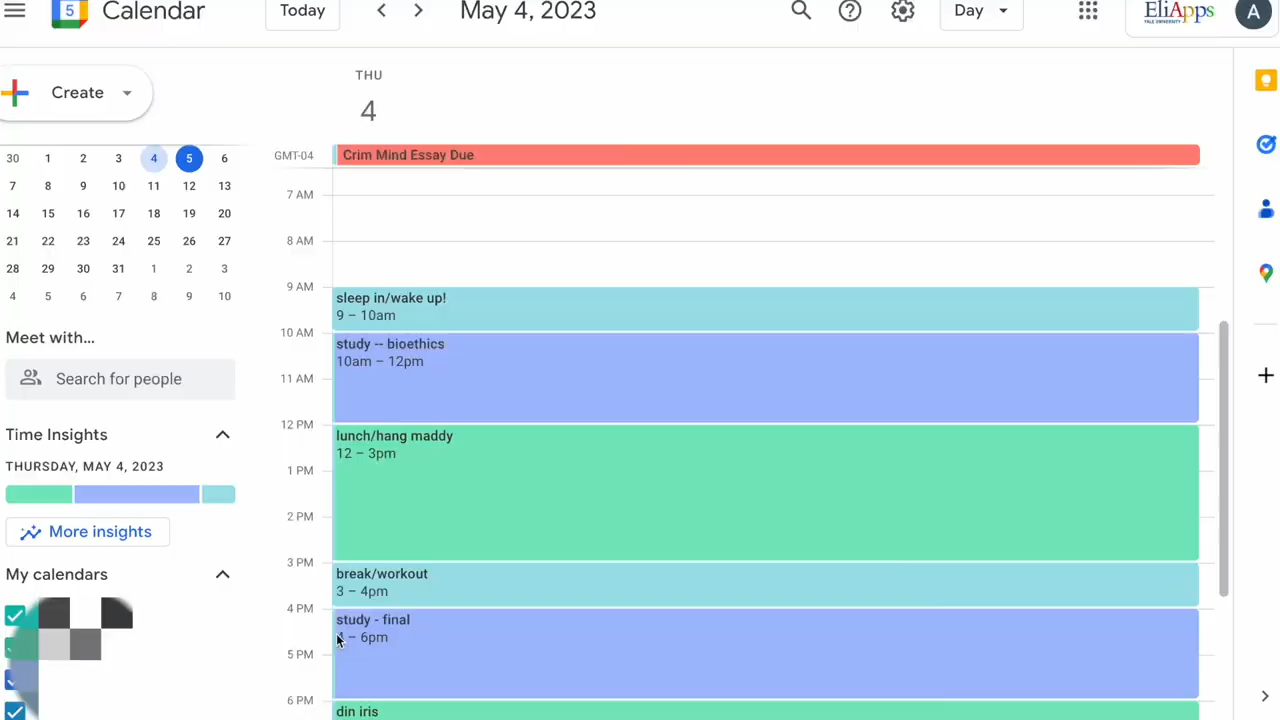 5
Calendar
Today
May 4, 2023
Day
EliApps
YALE UNIVERSITY
A
Create
THU
4
GMT-04
Crim Mind Essay Due
30 1 2 3 4 5 6
7 8 9 10 11 12 13
14 15 16 17 18 19 20
21 22 23 24 25 26 27
28 29 30 31 1 2 3
4 5 6 7 8 9 10
Meet with...
Search for people
Time Insights
THURSDAY, MAY 4, 2023
More insights
My calendars
7 AM
8 AM
9 AM
sleep in/wake up!
9 – 10am
10 AM
study -- bioethics
10am – 12pm
11 AM
12 PM
lunch/hang maddy
12 – 3pm
1 PM
2 PM
3 PM
break/workout
3 – 4pm
4 PM
study - final
4 – 6pm
5 PM
6 PM
din iris